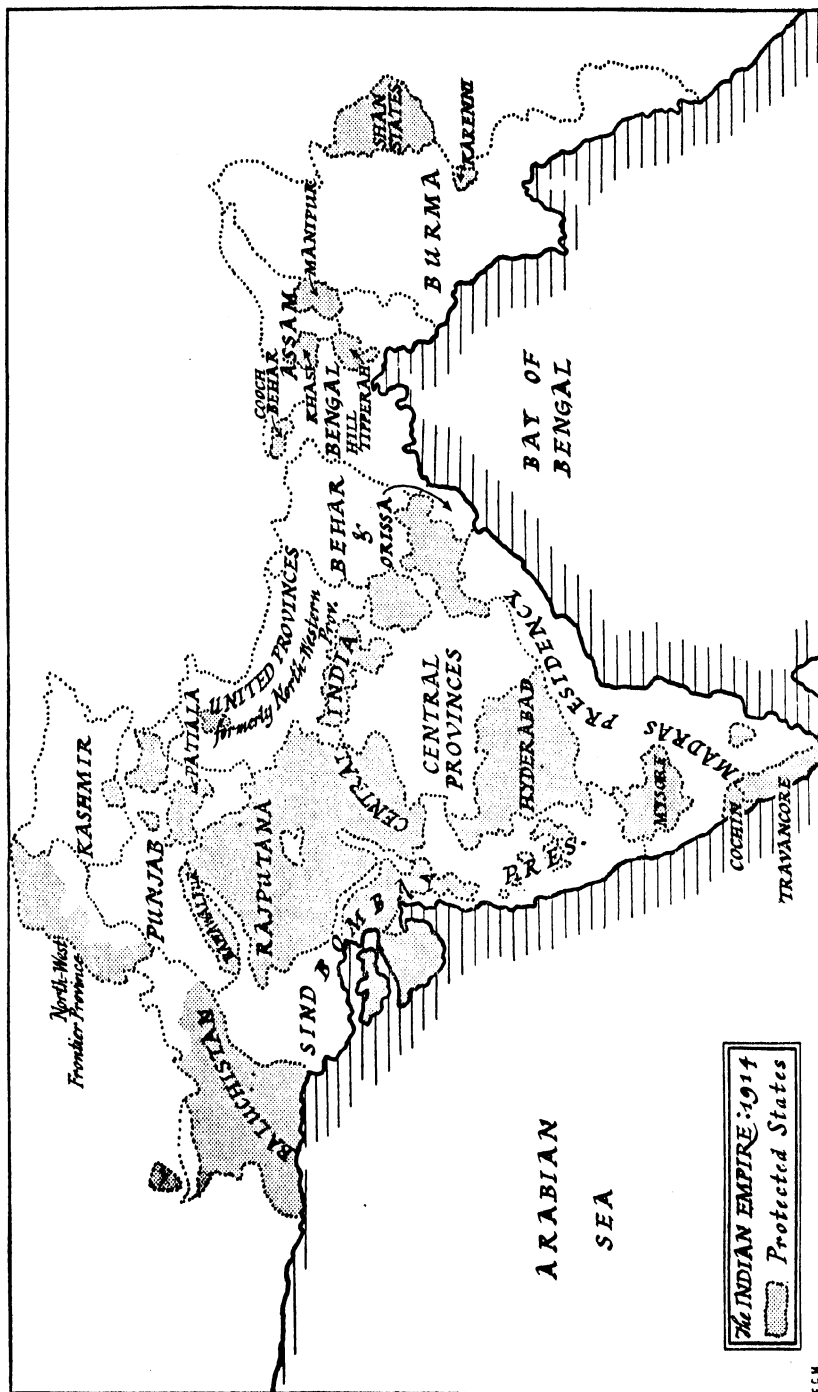 North-West
Frontier Province
KASHMIR
PUNJAB
PATIALA
BAHAWALPUR
BALUCHISTAN
RAJPUTANA
UNITED PROVINCES
formerly North-Western
Prov.
SIND
CENTRAL INDIA
BEHAR
&
ORISSA
COOCH
BEHAR
ASSAM
KHASI
MANIPUR
BENGAL
HILL
TIPPERAH
SHAN
STATES
BURMA
KARENNI
BOMB Y
PRES.
CENTRAL
PROVINCES
HYDERABAD
MADRAS PRESIDENCY
MYSORE
COCHIN
TRAVANCORE
ARABIAN
SEA
BAY OF
BENGAL
The INDIAN EMPIRE: 1914
Protected States